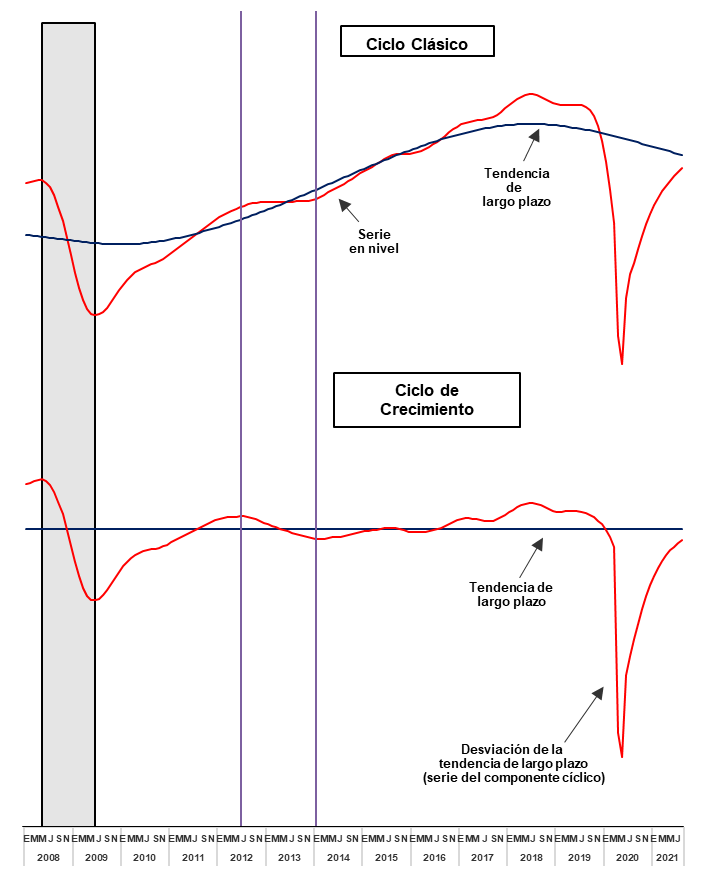 Ciclo Clásico
Tendencia
de
largo plazo
Serie
en nivel
Ciclo de
Crecimiento
Tendencia de
largo plazo
Desviación de la
tendencia de largo plazo
(serie del componente cíclico)
EMMJ SN EMMJ SN EMMJ SN EMMJ SN EMMJ SN EMMJ SN EMMJ SN EMMJ SN EMMJ SN EMMJ SN EMMJ SN EMMJ SN EMMJ SN EMMJ
2008 2009 2010 2011 2012 2013 2014 2015 2016 2017 2018 2019 2020 2021